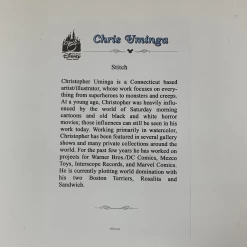 Disney
Chris Uminga
Stitch
Christopher Uminga is a Connecticut based
artist/illustrator, whose work focuses on every-
thing from superheroes to monsters and creeps.
At a young age, Christopher was heavily influ-
enced by the world of Saturday morning
cartoons and old black and white horror
movies; those influences can still be seen in his
work today. Working primarily in watercolor,
Christopher has been featured in several gallery
shows and many private collections around the
world. For the past few years he has worked on
projects for Warner Bros./DC Comics, Mezco
Toyz, Interscope Records, and Marvel Comics.
He is currently plotting world domination with
his two Boston Terriers, Rosalita and
Sandwich.